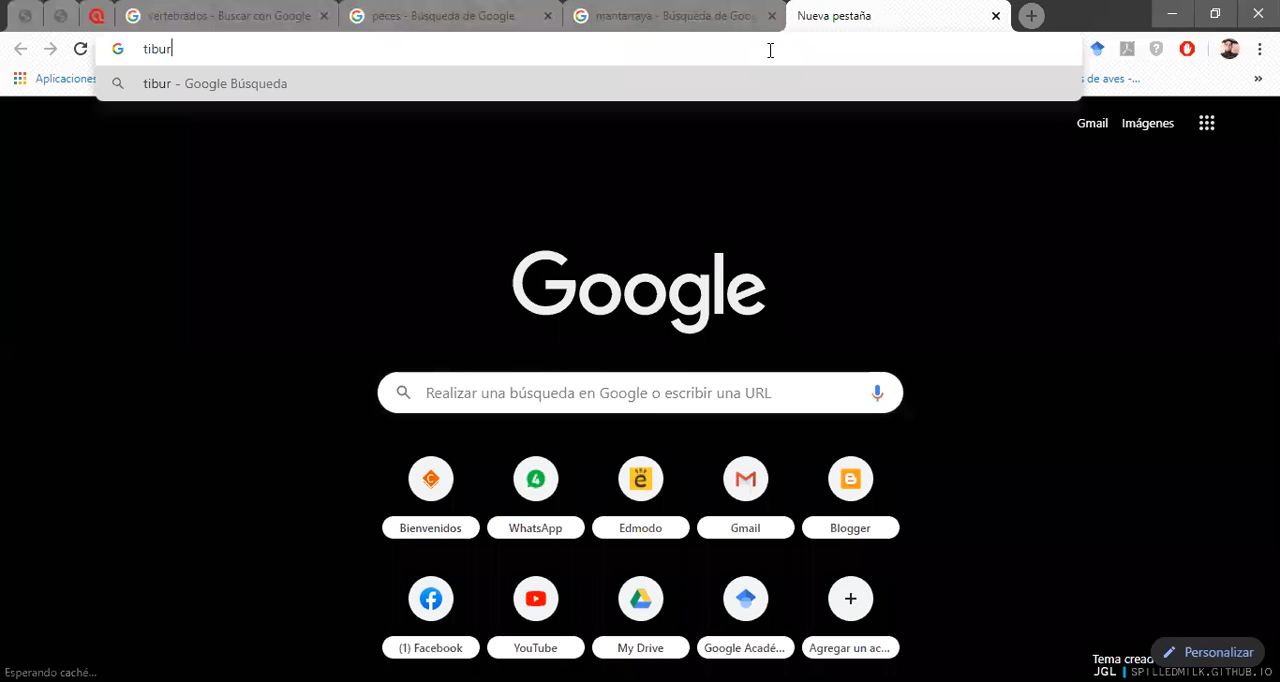 vertebrados - Buscar con Google
peces - Búsqueda de Google
mantarraya - Búsqueda de Goo
Nueva pestaña
tibur
Aplicaciones
tibur - Google Búsqueda
s de aves -...
»
Gmail Imágenes
Google
Realizar una búsqueda en Google o escribir una URL
Bienvenidos
WhatsApp
Edmodo
Gmail
Blogger
(1) Facebook
YouTube
My Drive
Google Acadé...
Agregar un ac...
Personalizar
Esperando caché...
Tema cread
JGL | SPILLEDMILK.GITHUB.IO